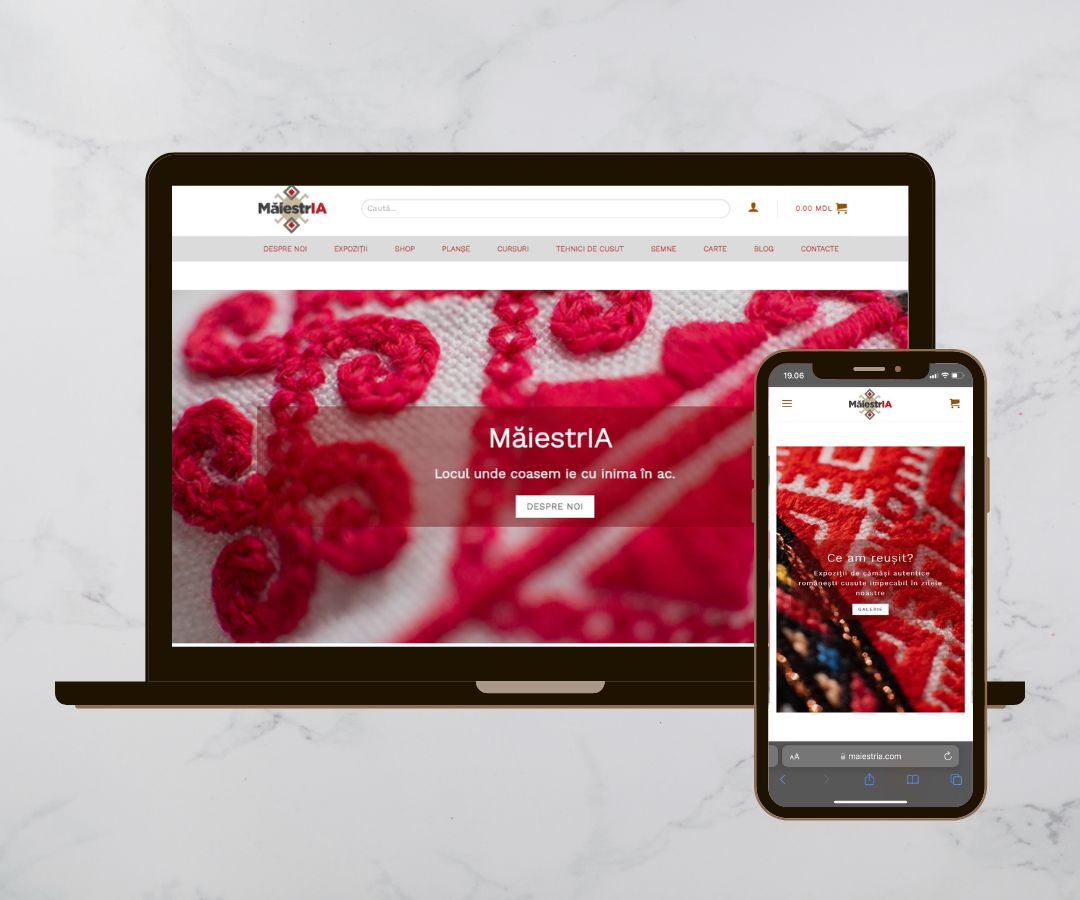 MăiestrIA
Caută...
0.00 MDL
DESPRE NOI EXPOZIȚII SHOP PLANȘE CURSURI TEHNICI DE CUSUT SEMNE CARTE BLOG CONTACTE
MăiestrIA
Locul unde coasem ie cu inima în ac.
DESPRE NOI
19.06
MăiestrIA
Ce am reușit?
Expoziții de cămăși autentice
românești cusute impecabil în zilele
noastre
GALERIE
AA maiestria.com